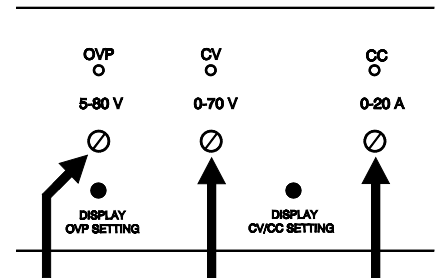 OVP CV CC
5-80 V 0-70 V 0-20 A
DISPLAY DISPLAY
OVP SETTING CV/CC SETTING